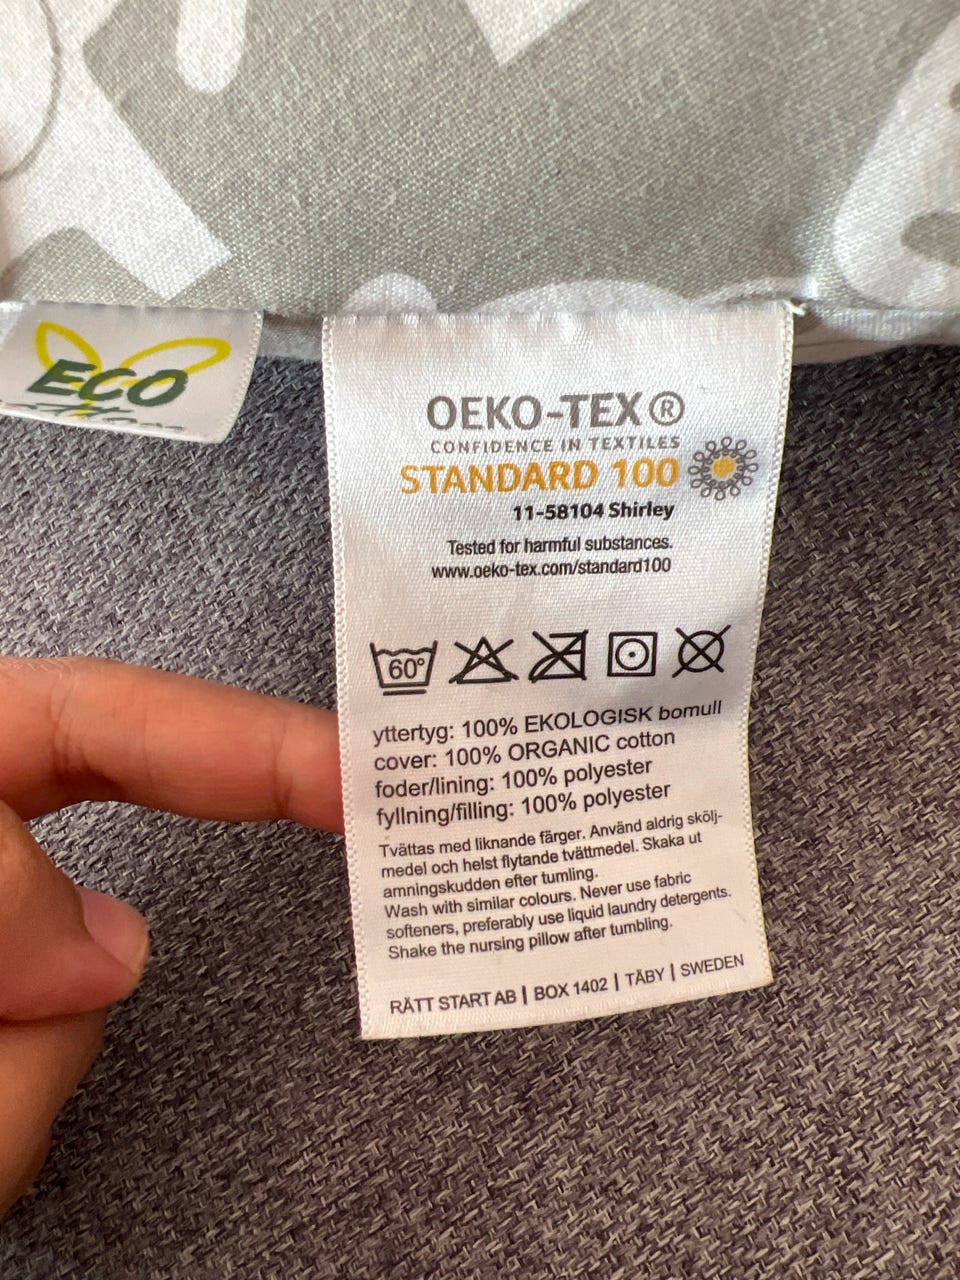 ECO
OEKO-TEX®
CONFIDENCE IN TEXTILES
STANDARD 100
11-58104 Shirley
Tested for harmful substances.
www.oeko-tex.com/standard100
60°
yttertyg: 100% EKOLOGISK bomull
cover: 100% ORGANIC cotton
foder/lining: 100% polyester
fyllning/filling: 100% polyester
Tvättas med liknande färger. Använd aldrig skölj-
medel och helst flytande tvättmedel. Skaka ut
amningskudden efter tumling.
Wash with similar colours. Never use fabric
softeners, preferably use liquid laundry detergents.
Shake the nursing pillow after tumbling.
RÄTT START AB | BOX 1402 | TÄBY | SWEDEN